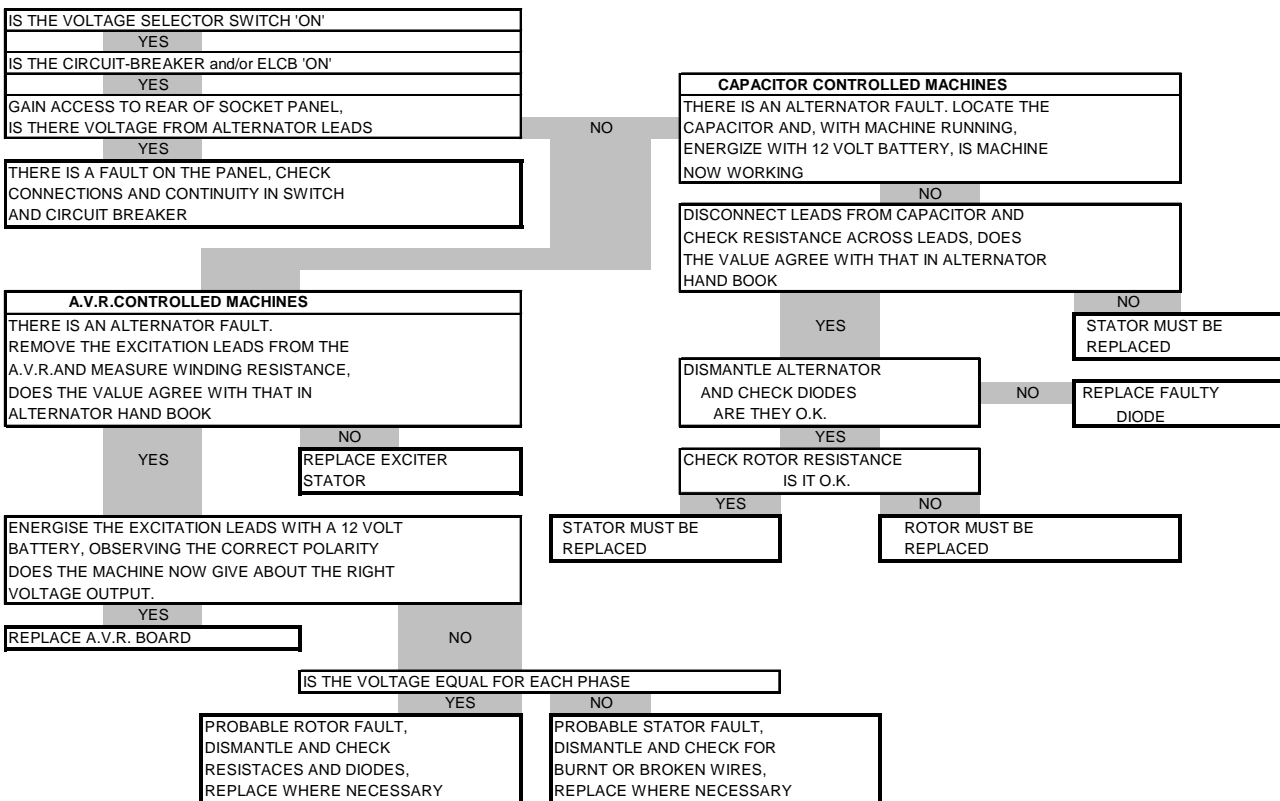 IS THE VOLTAGE SELECTOR SWITCH 'ON'
YES
IS THE CIRCUIT-BREAKER and/or ELCB 'ON'
YES
GAIN ACCESS TO REAR OF SOCKET PANEL,
IS THERE VOLTAGE FROM ALTERNATOR LEADS
NO
YES
THERE IS A FAULT ON THE PANEL, CHECK
CONNECTIONS AND CONTINUITY IN SWITCH
AND CIRCUIT BREAKER
CAPACITOR CONTROLLED MACHINES
THERE IS AN ALTERNATOR FAULT. LOCATE THE
CAPACITOR AND, WITH MACHINE RUNNING,
ENERGIZE WITH 12 VOLT BATTERY, IS MACHINE
NOW WORKING
NO
DISCONNECT LEADS FROM CAPACITOR AND
CHECK RESISTANCE ACROSS LEADS, DOES
THE VALUE AGREE WITH THAT IN ALTERNATOR
HAND BOOK
NO
YES
STATOR MUST BE
REPLACED
DISMANTLE ALTERNATOR
AND CHECK DIODES
ARE THEY O.K.
NO
REPLACE FAULTY
DIODE
YES
CHECK ROTOR RESISTANCE
IS IT O.K.
YES
NO
STATOR MUST BE
REPLACED
ROTOR MUST BE
REPLACED
A.V.R.CONTROLLED MACHINES
THERE IS AN ALTERNATOR FAULT.
REMOVE THE EXCITATION LEADS FROM THE
A.V.R.AND MEASURE WINDING RESISTANCE,
DOES THE VALUE AGREE WITH THAT IN
ALTERNATOR HAND BOOK
NO
YES
REPLACE EXCITER
STATOR
ENERGISE THE EXCITATION LEADS WITH A 12 VOLT
BATTERY, OBSERVING THE CORRECT POLARITY
DOES THE MACHINE NOW GIVE ABOUT THE RIGHT
VOLTAGE OUTPUT.
YES
REPLACE A.V.R. BOARD
NO
IS THE VOLTAGE EQUAL FOR EACH PHASE
YES
NO
PROBABLE ROTOR FAULT,
DISMANTLE AND CHECK
RESISTACES AND DIODES,
REPLACE WHERE NECESSARY
PROBABLE STATOR FAULT,
DISMANTLE AND CHECK FOR
BURNT OR BROKEN WIRES,
REPLACE WHERE NECESSARY